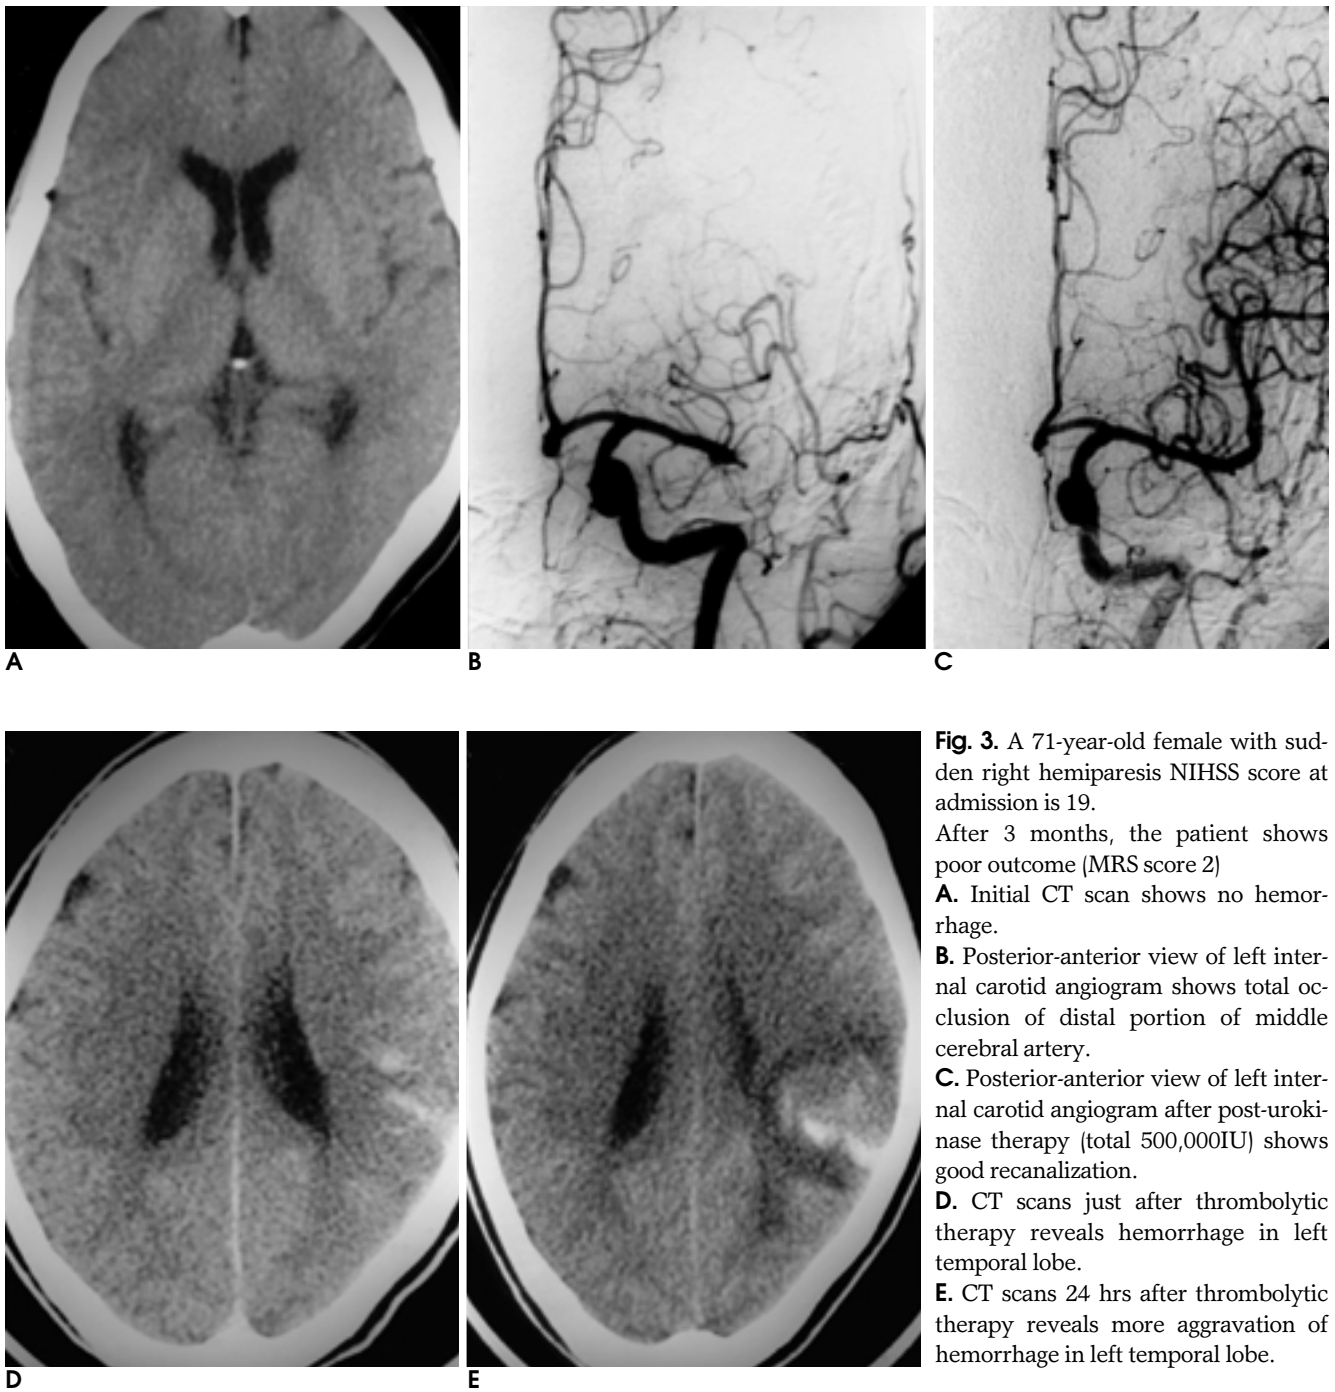 A
B
C
Fig. 3. A 71-year-old female with sud-
den right hemiparesis NIHSS score at
admission is 19.
After 3 months, the patient shows
poor outcome (MRS score 2)
A. Initial CT scan shows no hemor-
rhage.
B. Posterior-anterior view of left inter-
nal carotid angiogram shows total oc-
clusion of distal portion of middle
cerebral artery.
C. Posterior-anterior view of left inter-
nal carotid angiogram after post-uroki-
nase therapy (total 500,000IU) shows
good recanalization.
D. CT scans just after thrombolytic
therapy reveals hemorrhage in left
temporal lobe.
E. CT scans 24 hrs after thrombolytic
therapy reveals more aggravation of
hemorrhage in left temporal lobe.
D
E